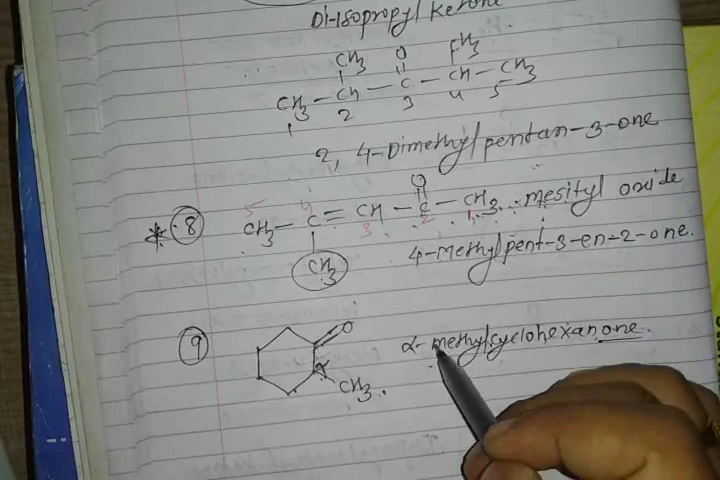 Di-isopropyl Ketone
CH3 O CH3
CH3 - CH - C - CH - CH3
1 2 3 4 5
2, 4-Dimethylpentan-3-one
* 8 CH3 - C = CH - C - CH3 : mesityl oxide
5 4 3 2 1
O
CH3
4-Methylpent-3-en-2-one.
9 O α- methylcyclohexanone.
α
CH3.